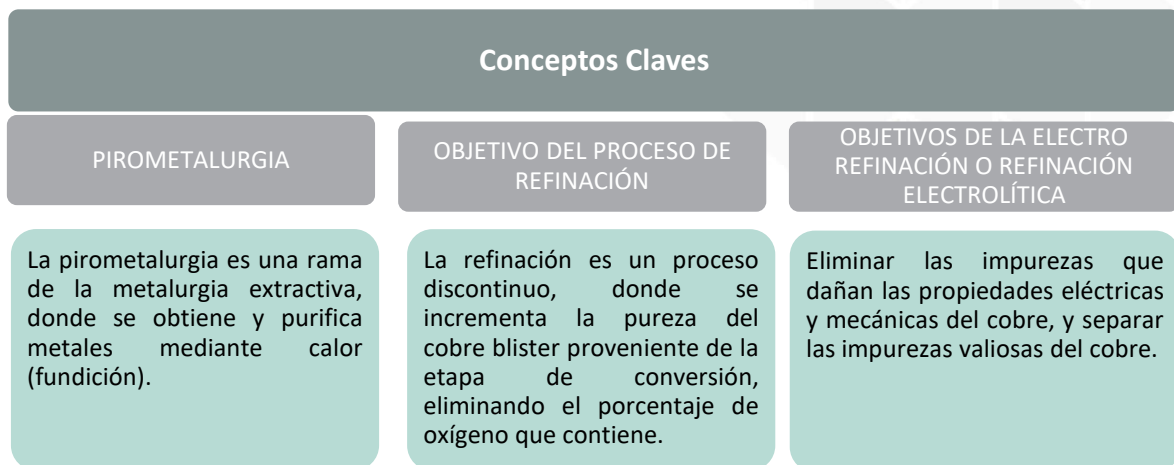 Conceptos Claves
PIROMETALURGIA
OBJETIVO DEL PROCESO DE
REFINACIÓN
OBJETIVOS DE LA ELECTRO
REFINACIÓN O REFINACIÓN
ELECTROLÍTICA
La pirometalurgia es una rama
de la metalurgia extractiva,
donde se obtiene y purifica
metales mediante calor
(fundición).
La refinación es un proceso
discontinuo, donde se
incrementa la pureza del
cobre blister proveniente de la
etapa de conversión,
eliminando el porcentaje de
oxígeno que contiene.
Eliminar las impurezas que
dañan las propiedades eléctricas
y mecánicas del cobre, y separar
las impurezas valiosas del cobre.